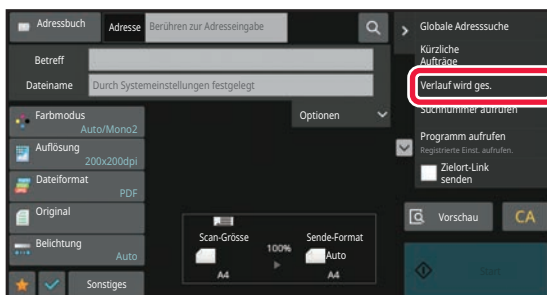 Adressbuch
Adresse
Berühren zur Adresseingabe
Betreff
Dateiname
Durch Systemeinstellungen festgelegt
Optionen
Farbmodus
Auto/Mono2
Auflösung
200x200dpi
Dateiformat
PDF
Original
Belichtung
Auto
Sonstiges
Scan-Grösse
A4
100%
Sende-Format
Auto
A4
Globale Adresssuche
Kürzliche
Aufträge
Verlauf wird ges.
Suchnummer aufrufen
Programm aufrufen
Registrierte Einst. aufrufen.
Zielort-Link
senden
Vorschau
CA
Start